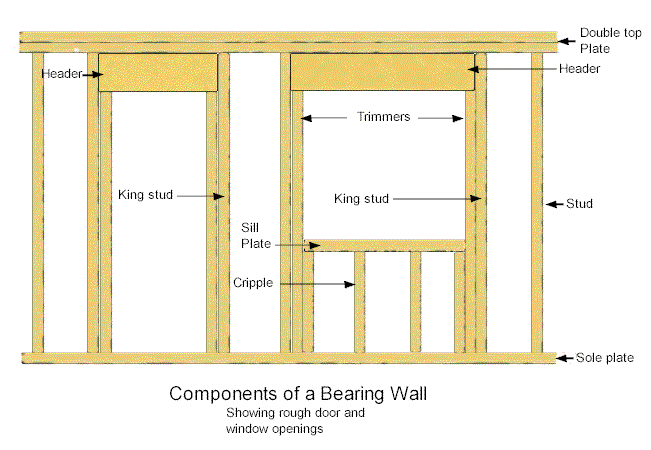 Double top
Plate
Header
Header
Trimmers
King stud
King stud
Stud
Sill
Plate
Cripple
Sole plate
Components of a Bearing Wall
Showing rough door and
window openings